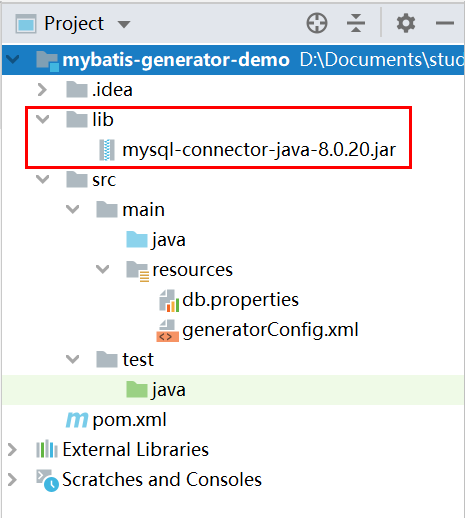 Project
mybatis-generator-demo D:\Documents\stud
.idea
lib
mysql-connector-java-8.0.20.jar
src
main
java
resources
db.properties
generatorConfig.xml
test
java
m pom.xml
External Libraries
Scratches and Consoles